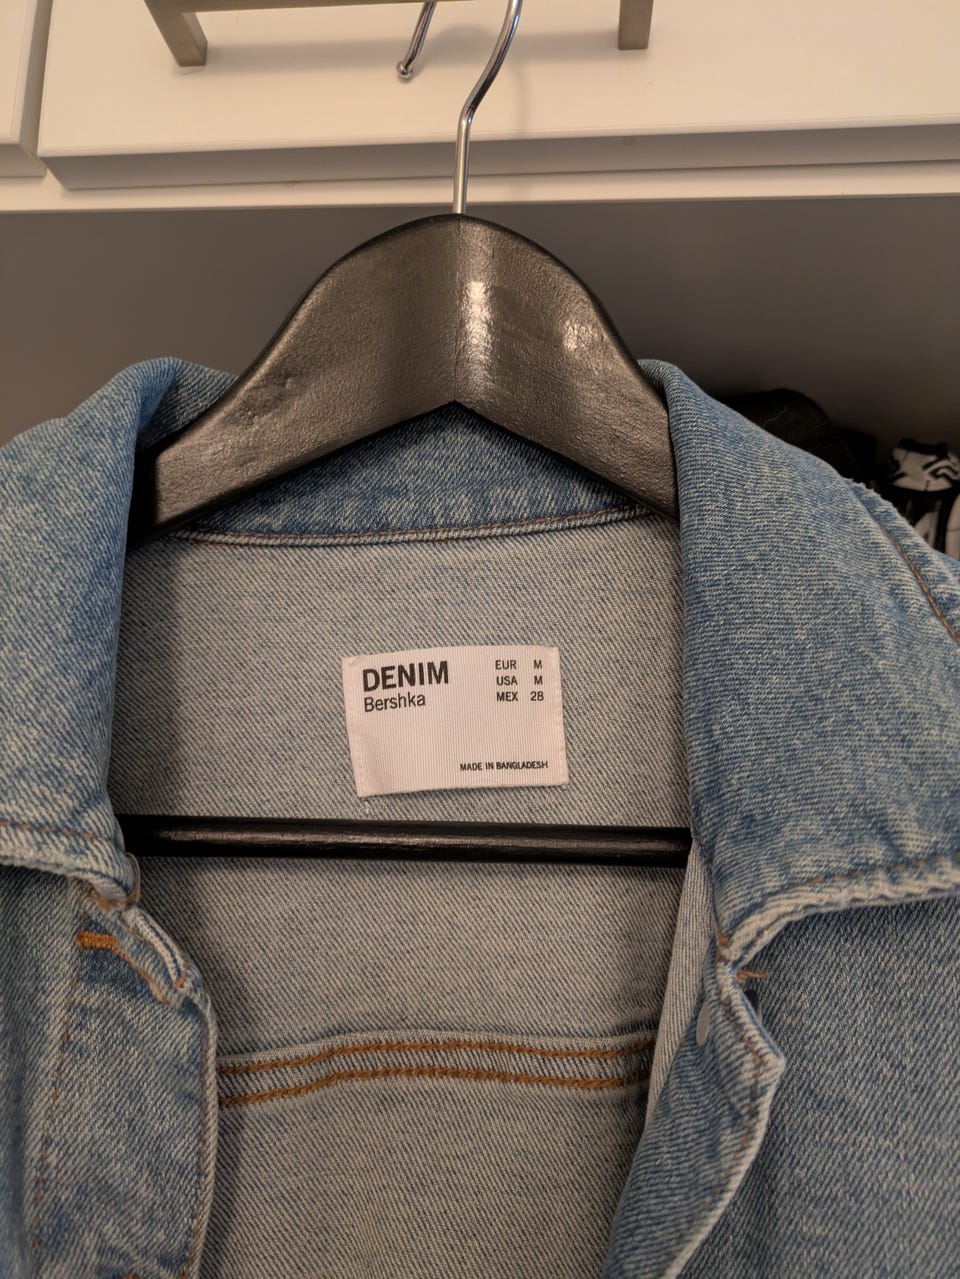 DENIM
Bershka
EUR M
USA M
MEX 28
MADE IN BANGLADESH